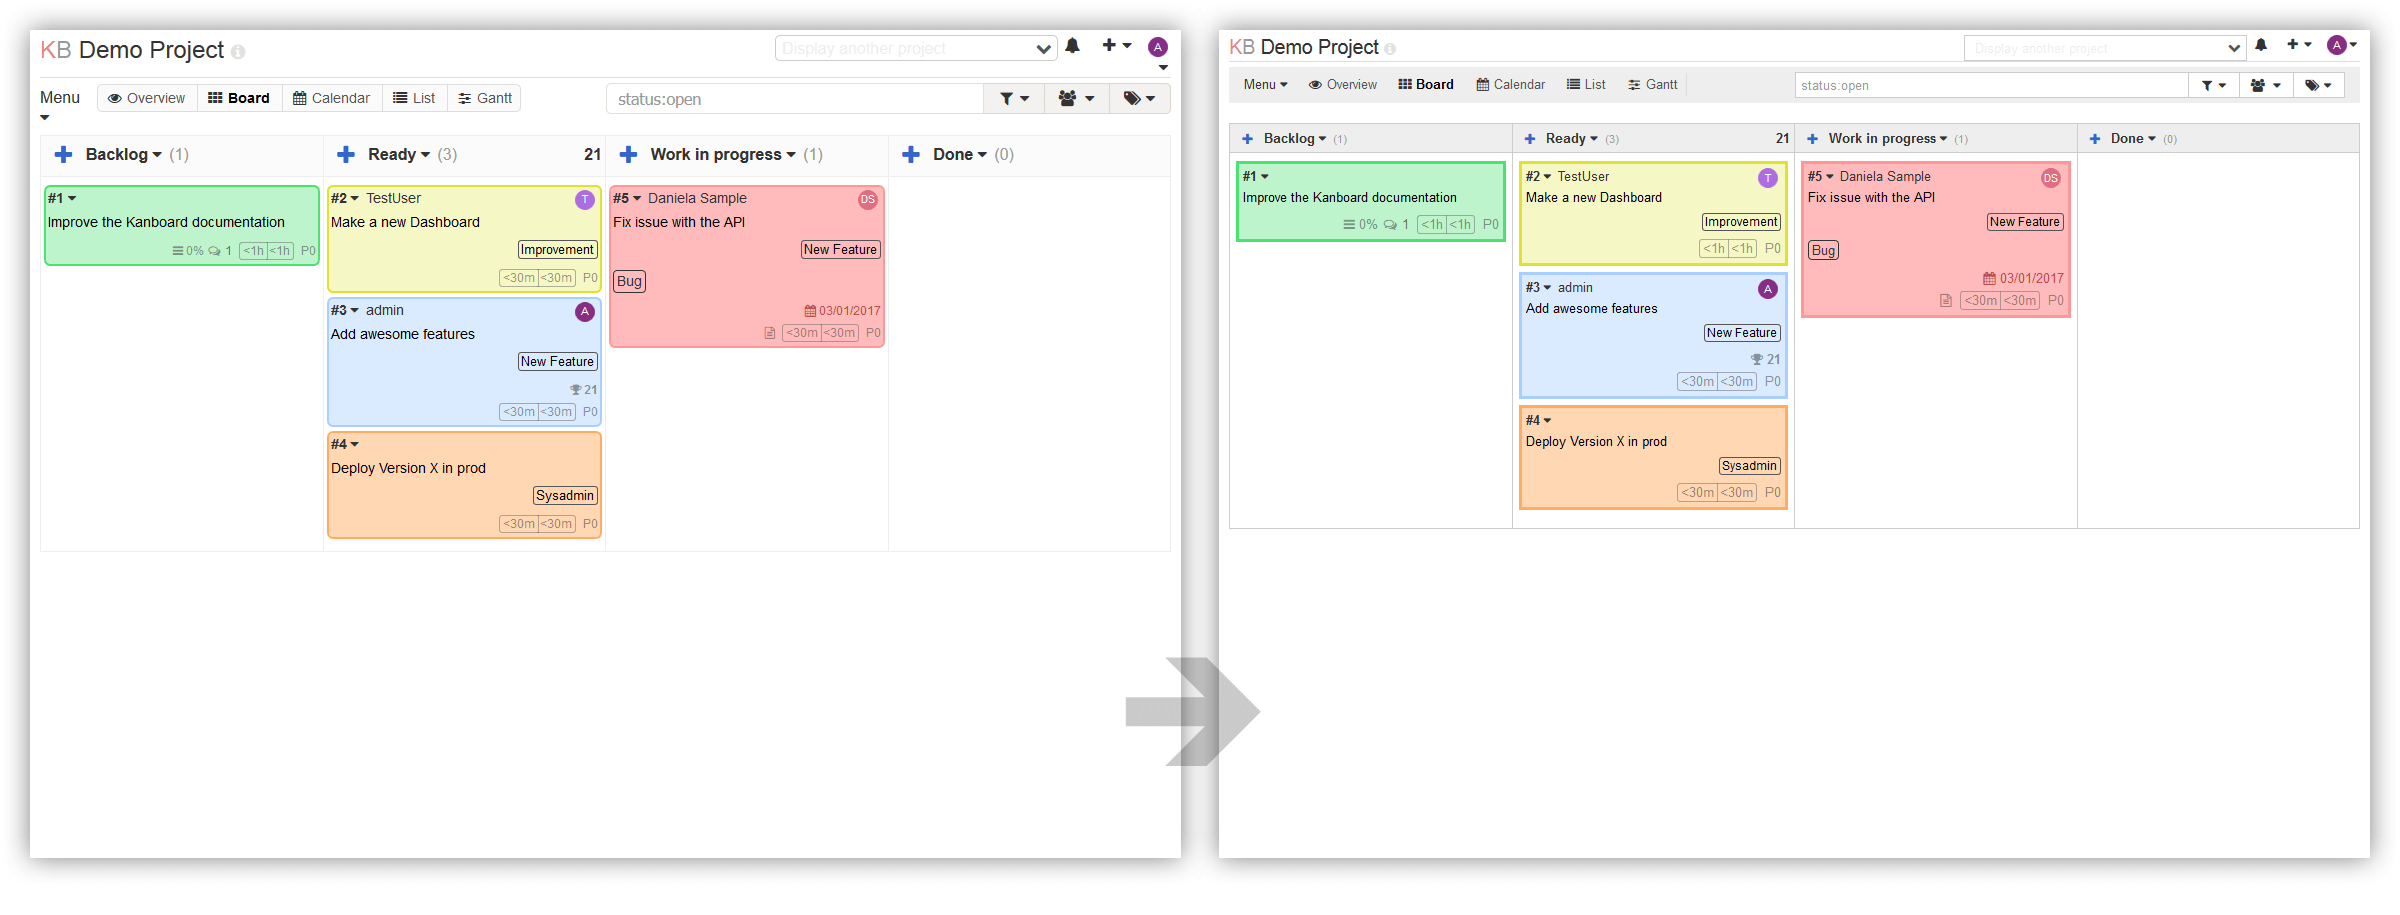 KB Demo Project
Display another project
A
Menu
Overview
Board
Calendar
List
Gantt
status:open
Backlog (1)
Ready (3)
21
Work in progress (1)
Done (0)
#1
Improve the Kanboard documentation
0% 1 <1h <1h P0
#2 TestUser
T
Make a new Dashboard
Improvement
<30m <30m P0
#3 admin
A
Add awesome features
New Feature
21
<30m <30m P0
#4
Deploy Version X in prod
Sysadmin
<30m <30m P0
#5 Daniela Sample
DS
Fix issue with the API
New Feature
Bug
03/01/2017
<30m <30m P0
KB Demo Project
Display another project
A
Menu
Overview
Board
Calendar
List
Gantt
status:open
Backlog (1)
Ready (3)
21
Work in progress (1)
Done (0)
#1
Improve the Kanboard documentation
0% 1 <1h <1h P0
#2 TestUser
T
Make a new Dashboard
Improvement
<1h <1h P0
#3 admin
A
Add awesome features
New Feature
21
<30m <30m P0
#4
Deploy Version X in prod
Sysadmin
<30m <30m P0
#5 Daniela Sample
DS
Fix issue with the API
New Feature
Bug
03/01/2017
<30m <30m P0